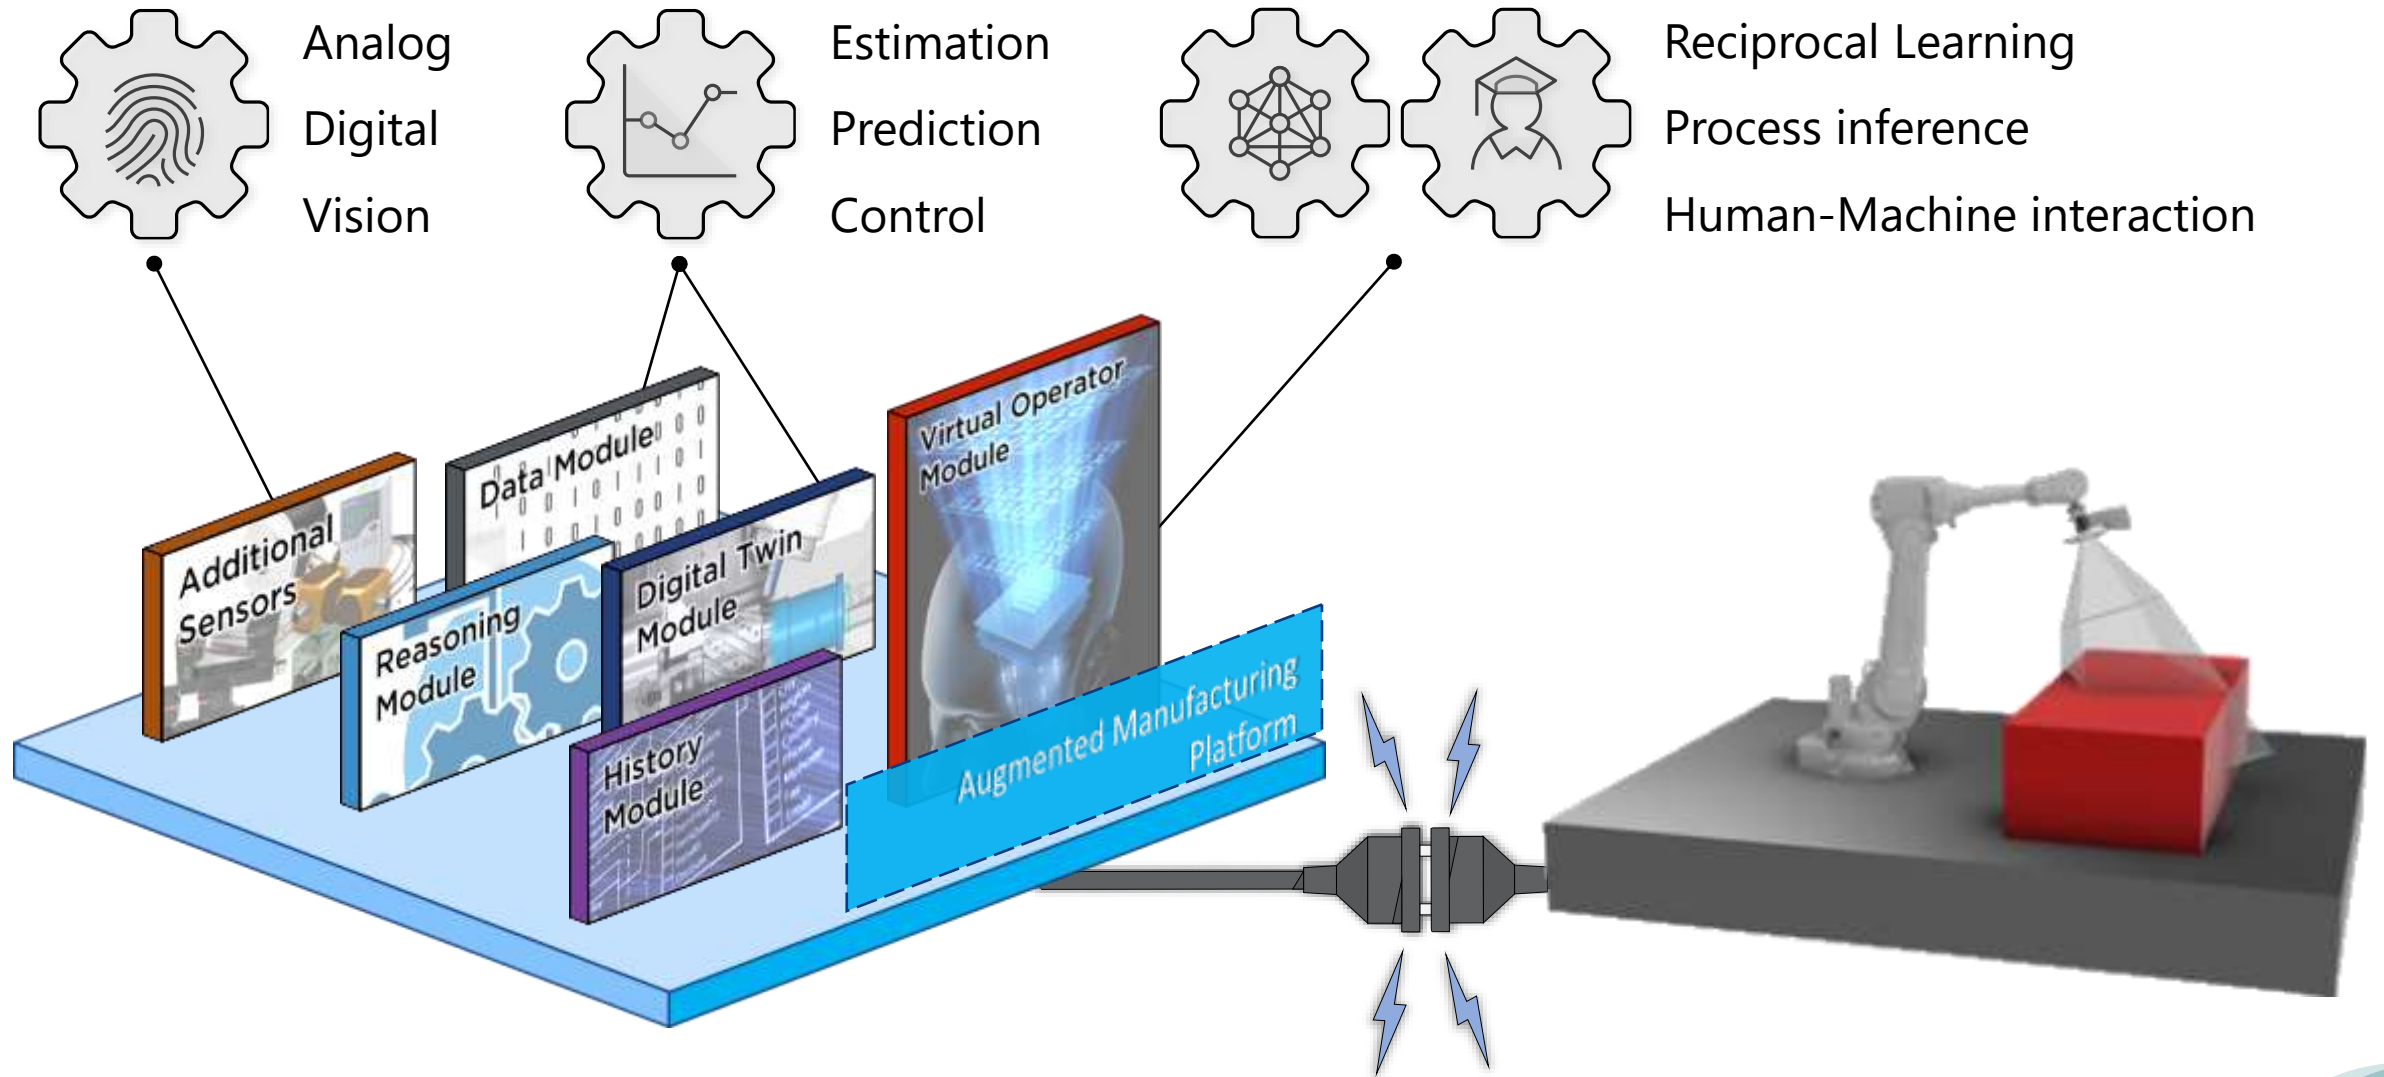 Analog
Digital
Vision
Estimation
Prediction
Control
Reciprocal Learning
Process inference
Human-Machine interaction
Additional
Sensors
Data Module
Reasoning
Module
Digital Twin
Module
History
Module
Virtual Operator
Module
Augmented Manufacturing
Platform